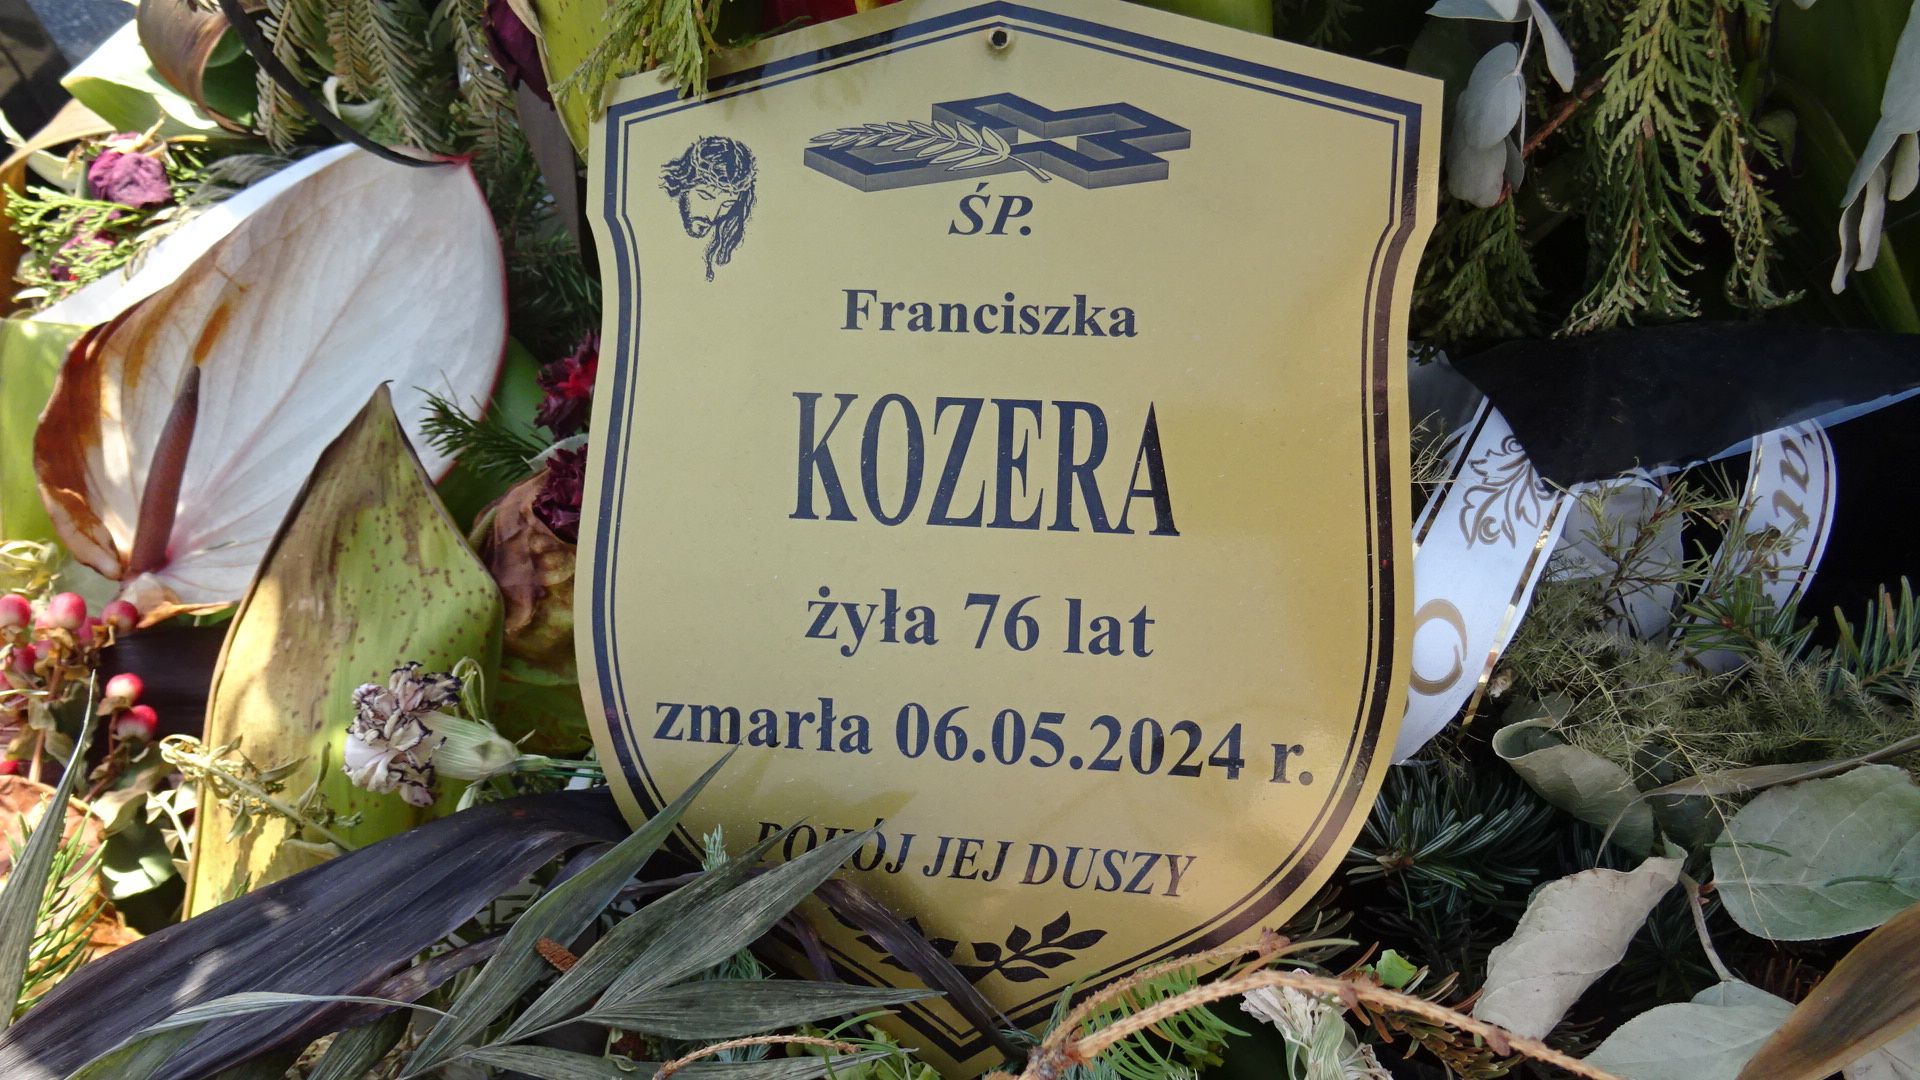 ŚP.
Franciszka
KOZERA
żyła 76 lat
zmarła 06.05.2024 r.
POKÓJ JEJ DUSZY